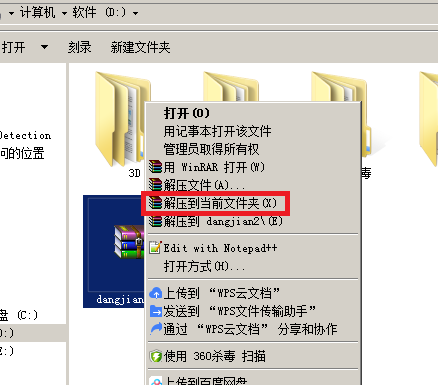 ▸ 计算机 ▸ 软件 (D:) ▸
打开 刻录 新建文件夹
Detection
问的位置
3D
毒
dangjian
盘 (C:)
D:)
E:)
打开(O)
用记事本打开该文件
管理员取得所有权
用 WinRAR 打开(W)
解压文件(A)...
解压到当前文件夹(X)
解压到 dangjian2\(E)
Edit with Notepad++
打开方式(H)...
上传到 “WPS云文档”
发送到 “WPS文件传输助手”
通过 “WPS云文档” 分享和协作
使用 360杀毒 扫描
上传到百度网盘